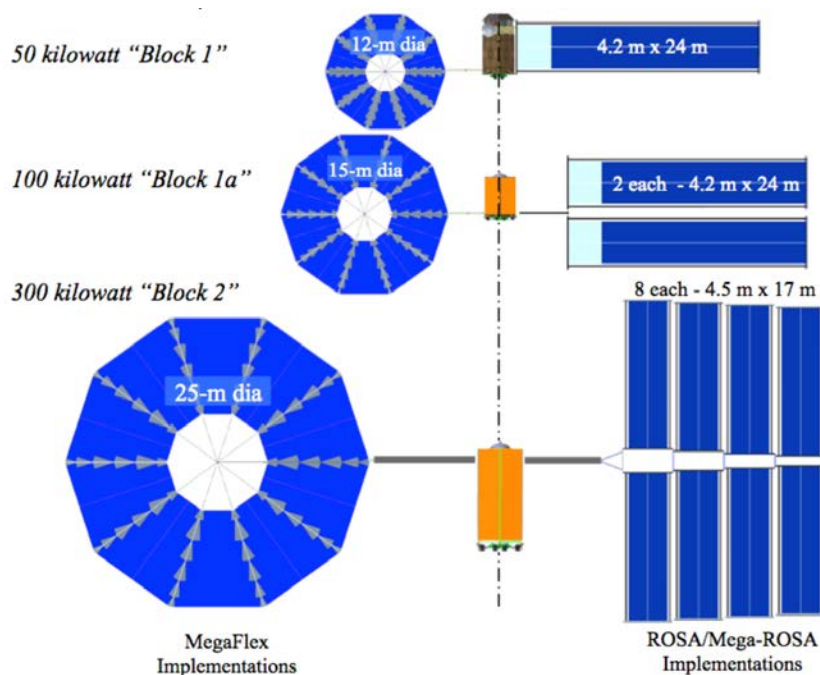 50 kilowatt “Block 1”
12-m dia
4.2 m x 24 m
100 kilowatt “Block 1a”
15-m dia
2 each - 4.2 m x 24 m
300 kilowatt “Block 2”
8 each - 4.5 m x 17 m
25-m dia
MegaFlex
Implementations
ROSA/Mega-ROSA
Implementations